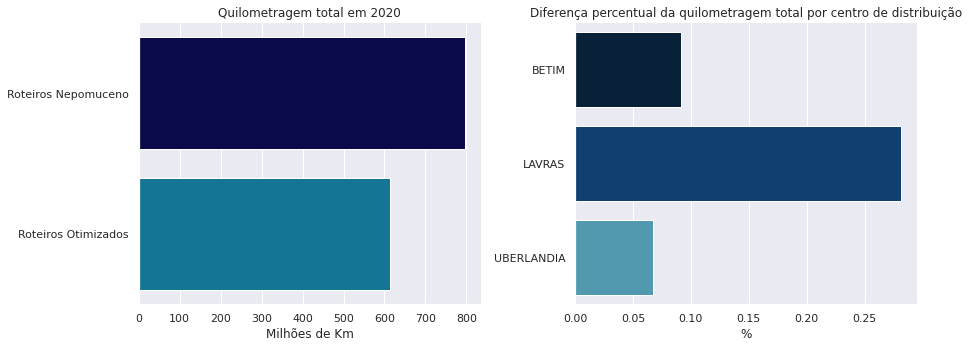 Quilometragem total em 2020
Roteiros Nepomuceno
Roteiros Otimizados
0 100 200 300 400 500 600 700 800
Milhões de Km
Diferença percentual da quilometragem total por centro de distribuição
BETIM
LAVRAS
UBERLANDIA
0.00 0.05 0.10 0.15 0.20 0.25
%